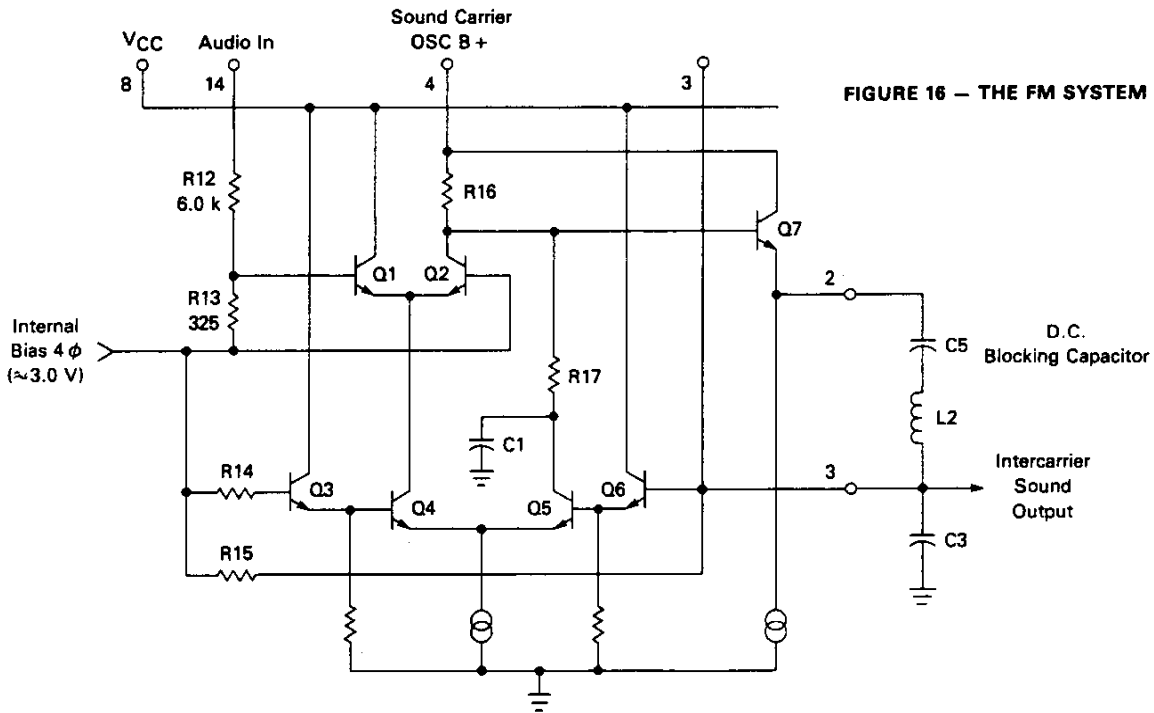 Sound Carrier
OSC B +
VCC
Audio In
8
14
4
3
FIGURE 16 — THE FM SYSTEM
R12
6.0 k
R16
Q7
Q1
Q2
R13
325
2
Internal
Bias 4 ϕ
(≈3.0 V)
D.C.
Blocking Capacitor
C5
R17
L2
C1
3
Intercarrier
Sound
Output
R14
Q3
Q4
Q5
Q6
C3
R15